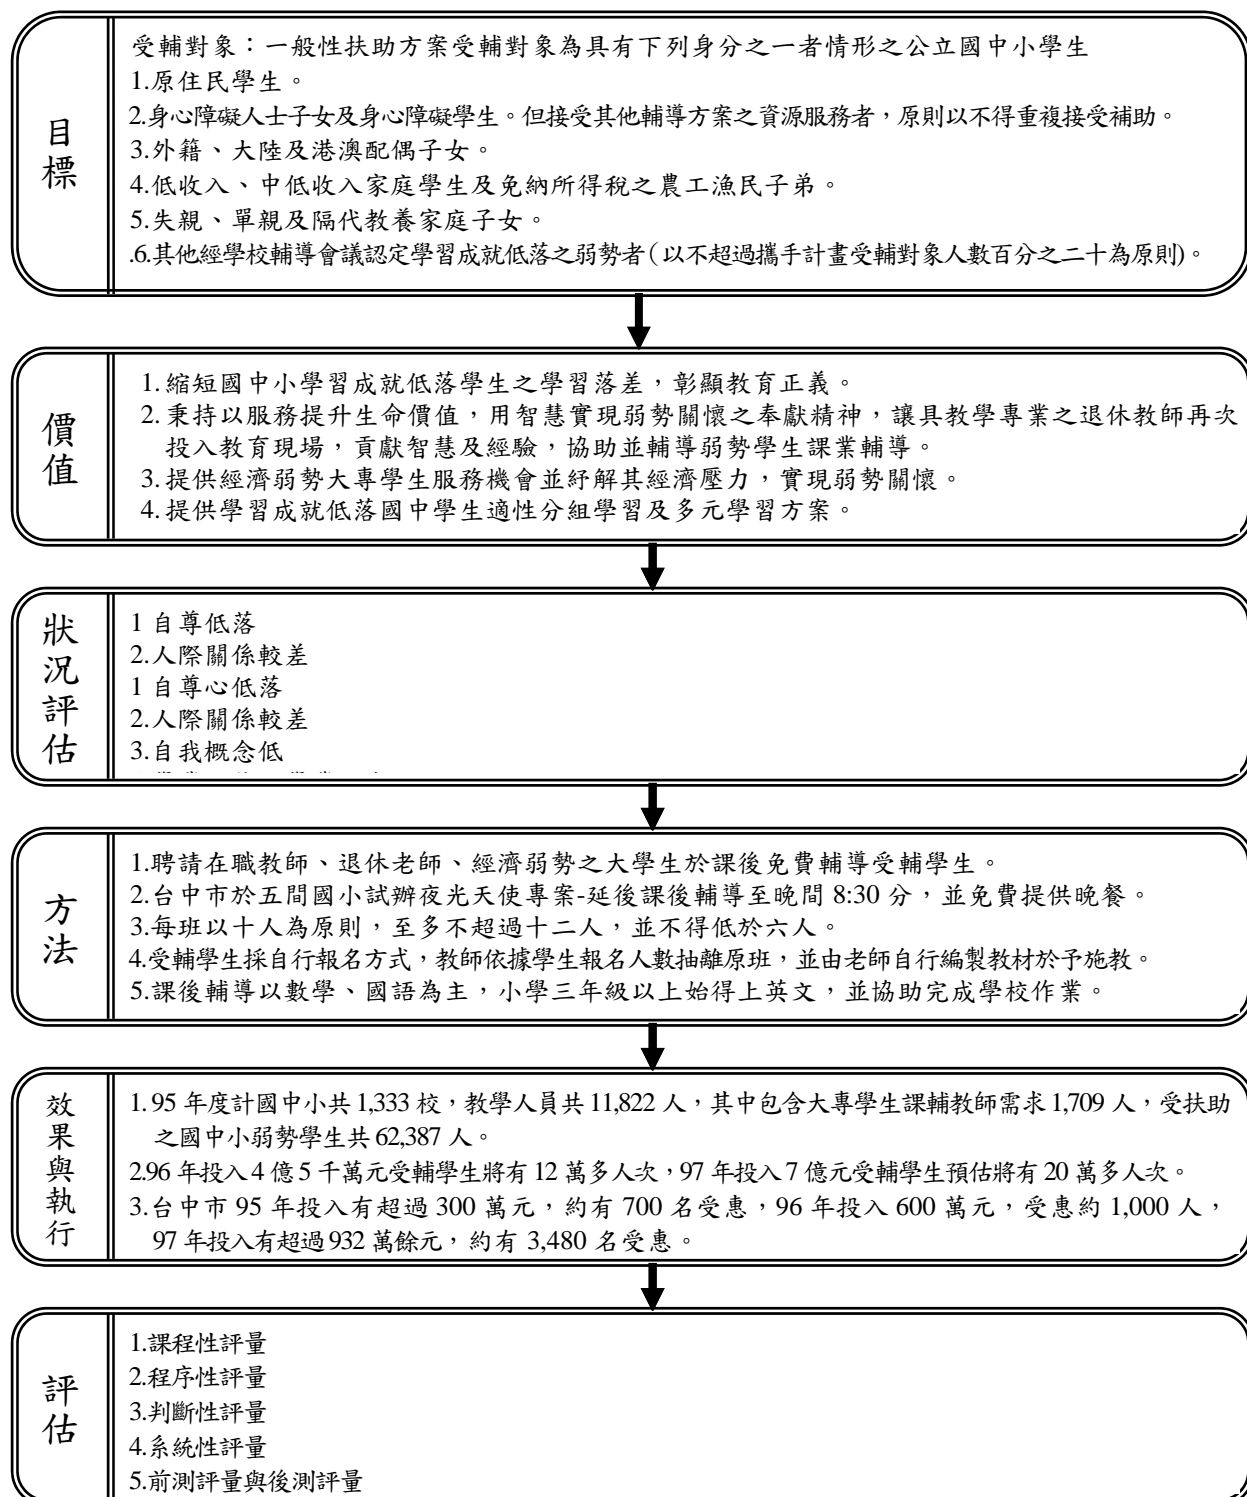 目標
受輔對象：一般性扶助方案受輔對象為具有下列身分之一者情形之公立國中小學生
1.原住民學生。
2.身心障礙人士子女及身心障礙學生。但接受其他輔導方案之資源服務者，原則以不得重複接受補助。
3.外籍、大陸及港澳配偶子女。
4.低收入、中低收入家庭學生及免納所得稅之農工漁民子弟。
5.失親、單親及隔代教養家庭子女。
.6.其他經學校輔導會議認定學習成就低落之弱勢者(以不超過攜手計畫受輔對象人數百分之二十為原則)。
價值
1.縮短國中小學習成就低落學生之學習落差，彰顯教育正義。
2.秉持以服務提升生命價值，用智慧實現弱勢關懷之奉獻精神，讓具教學專業之退休教師再次
投入教育現場，貢獻智慧及經驗，協助並輔導弱勢學生課業輔導。
3.提供經濟弱勢大專學生服務機會並紓解其經濟壓力，實現弱勢關懷。
4.提供學習成就低落國中學生適性分組學習及多元學習方案。
狀況評估
1 自尊低落
2.人際關係較差
1 自尊心低落
2.人際關係較差
3.自我概念低
方法
1.聘請在職教師、退休老師、經濟弱勢之大學生於課後免費輔導受輔學生。
2.台中市於五間國小試辦夜光天使專案-延後課後輔導至晚間 8:30 分，並免費提供晚餐。
3.每班以十人為原則，至多不超過十二人，並不得低於六人。
4.受輔學生採自行報名方式，教師依據學生報名人數抽離原班，並由老師自行編製教材於予施教。
5.課後輔導以數學、國語為主，小學三年級以上始得上英文，並協助完成學校作業。
效果與執行
1.95 年度計國中小共 1,333 校，教學人員共 11,822 人，其中包含大專學生課輔教師需求 1,709 人，受扶助
之國中小弱勢學生共 62,387 人。
2.96 年投入 4 億 5 千萬元受輔學生將有 12 萬多人次，97 年投入 7 億元受輔學生預估將有 20 萬多人次。
3.台中市 95 年投入有超過 300 萬元，約有 700 名受惠，96 年投入 600 萬元，受惠約 1,000 人，
97 年投入有超過 932 萬餘元，約有 3,480 名受惠。
評估
1.課程性評量
2.程序性評量
3.判斷性評量
4.系統性評量
5.前測評量與後測評量